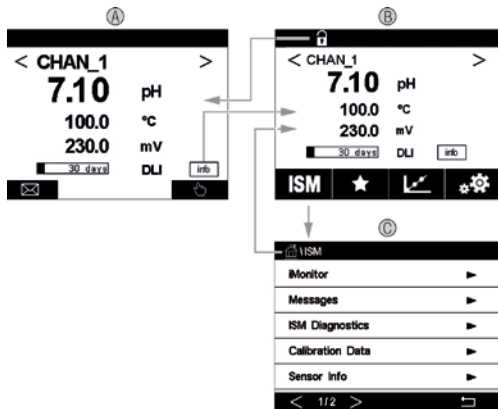 A
< CHAN_1 >
7.10 pH
100.0 °C
230.0 mV
30 days DLI info
B
< CHAN_1 >
7.10 pH
100.0 °C
230.0 mV
30 days DLI info
ISM
C
\ISM
iMonitor
Messages
ISM Diagnostics
Calibration Data
Sensor Info
< 1/2 >